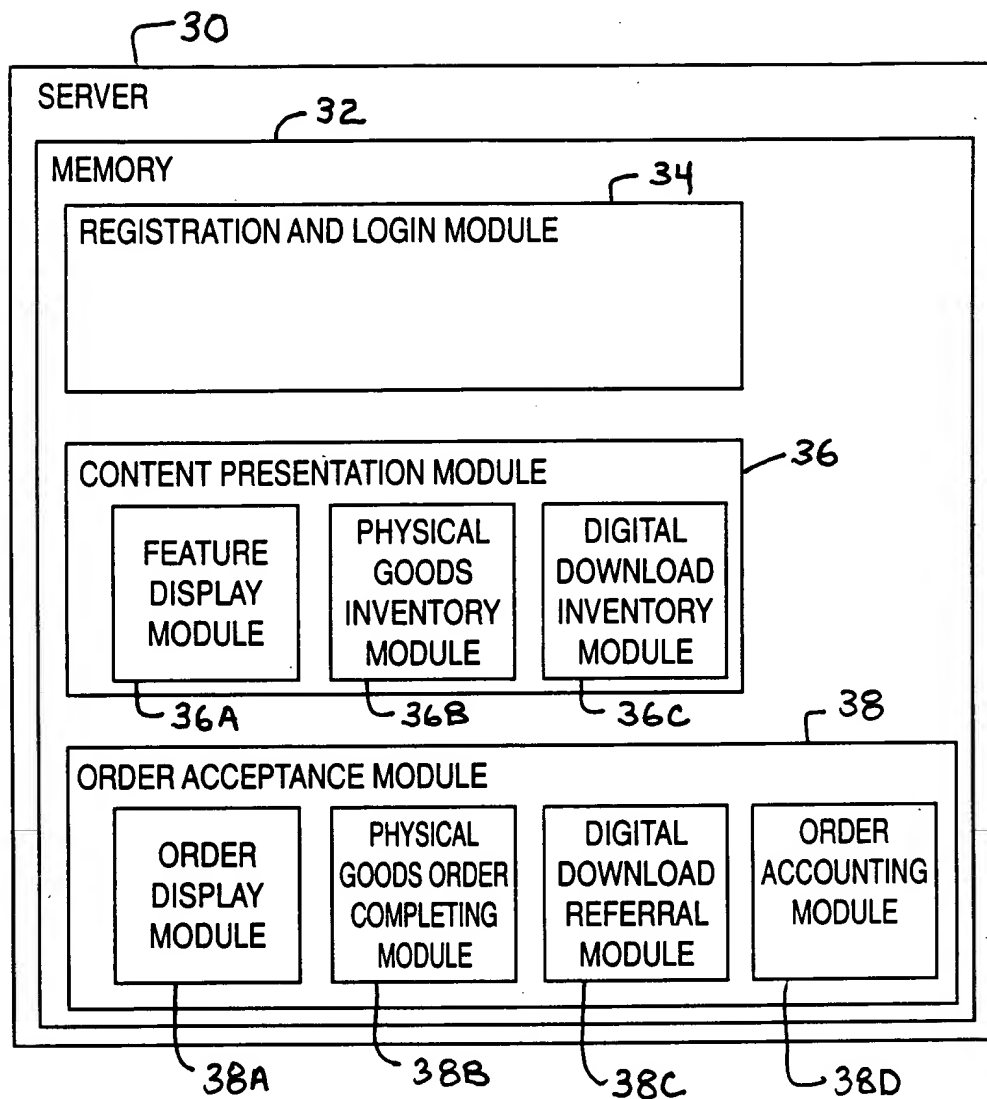 30
SERVER
32
MEMORY
34
REGISTRATION AND LOGIN MODULE
36
CONTENT PRESENTATION MODULE
FEATURE
DISPLAY
MODULE
PHYSICAL
GOODS
INVENTORY
MODULE
DIGITAL
DOWNLOAD
INVENTORY
MODULE
36A
36B
36C
38
ORDER ACCEPTANCE MODULE
ORDER
DISPLAY
MODULE
PHYSICAL
GOODS ORDER
COMPLETING
MODULE
DIGITAL
DOWNLOAD
REFERRAL
MODULE
ORDER
ACCOUNTING
MODULE
38A
38B
38C
38D